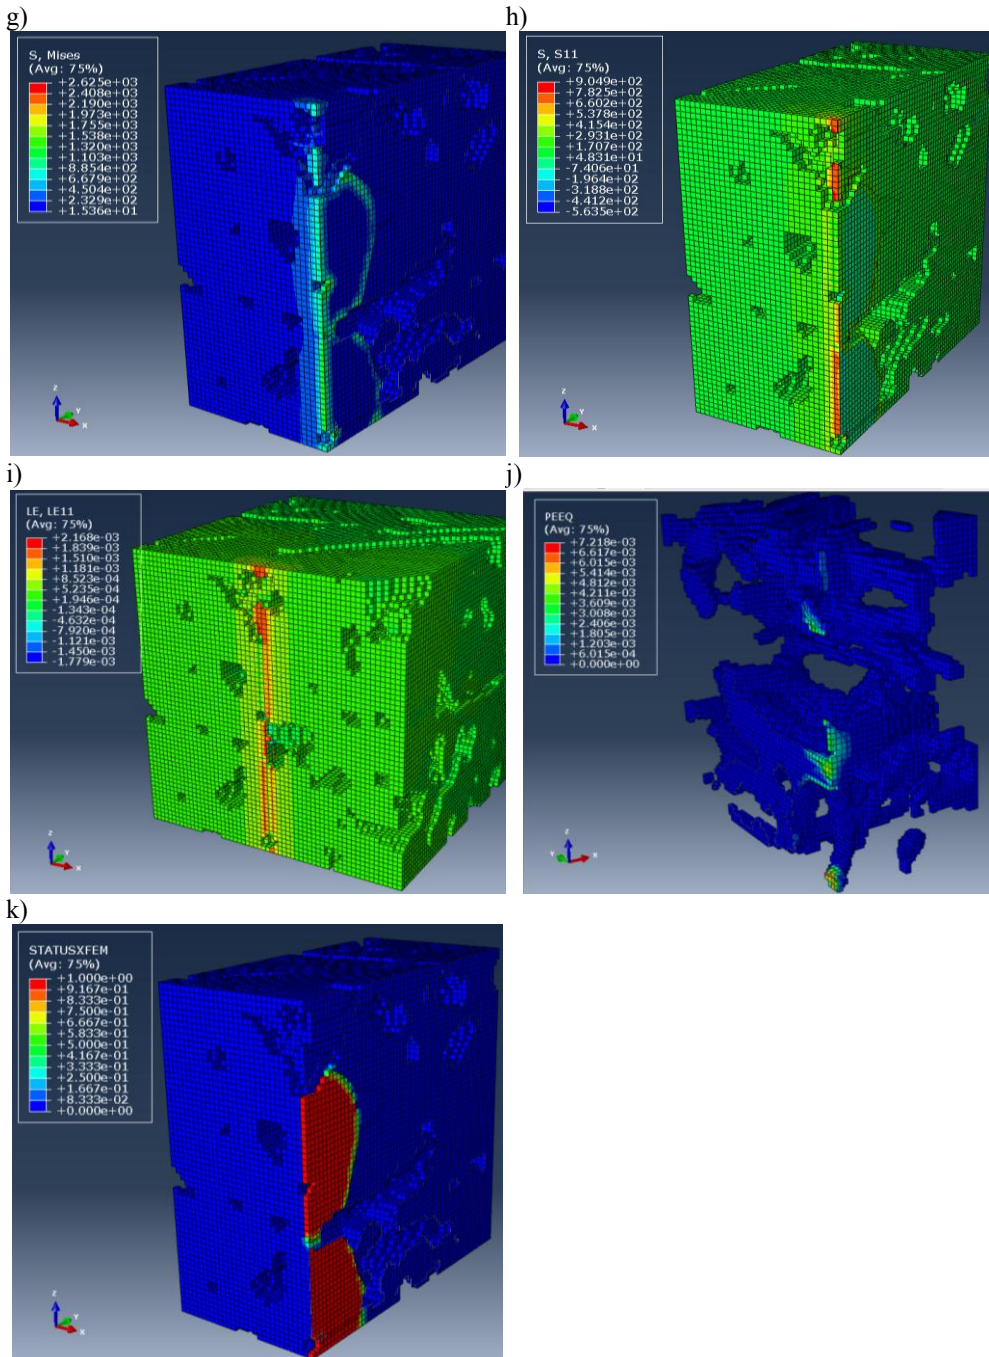 g)
S, Mises
(Avg: 75%)
+2.625e+03
+2.408e+03
+2.190e+03
+1.973e+03
+1.755e+03
+1.538e+03
+1.320e+03
+1.103e+03
+8.854e+02
+6.679e+02
+4.504e+02
+2.329e+02
+1.536e+01
Z
Y
X
h)
S, S11
(Avg: 75%)
+9.049e+02
+7.825e+02
+6.602e+02
+5.378e+02
+4.154e+02
+2.931e+02
+1.707e+02
+4.831e+01
-7.406e+01
-1.964e+02
-3.188e+02
-4.412e+02
-5.635e+02
Z
Y
X
i)
LE, LE11
(Avg: 75%)
+2.168e-03
+1.839e-03
+1.510e-03
+1.181e-03
+8.523e-04
+5.235e-04
+1.946e-04
-1.343e-04
-4.632e-04
-7.920e-04
-1.121e-03
-1.450e-03
-1.779e-03
Z
Y
X
j)
PEEQ
(Avg: 75%)
+7.218e-03
+6.617e-03
+6.015e-03
+5.414e-03
+4.812e-03
+4.211e-03
+3.609e-03
+3.008e-03
+2.406e-03
+1.805e-03
+1.203e-03
+6.015e-04
+0.000e+00
Z
Y
X
k)
STATUSXFEM
(Avg: 75%)
+1.000e+00
+9.167e-01
+8.333e-01
+7.500e-01
+6.667e-01
+5.833e-01
+5.000e-01
+4.167e-01
+3.333e-01
+2.500e-01
+1.667e-01
+8.333e-02
+0.000e+00
Z
Y
X